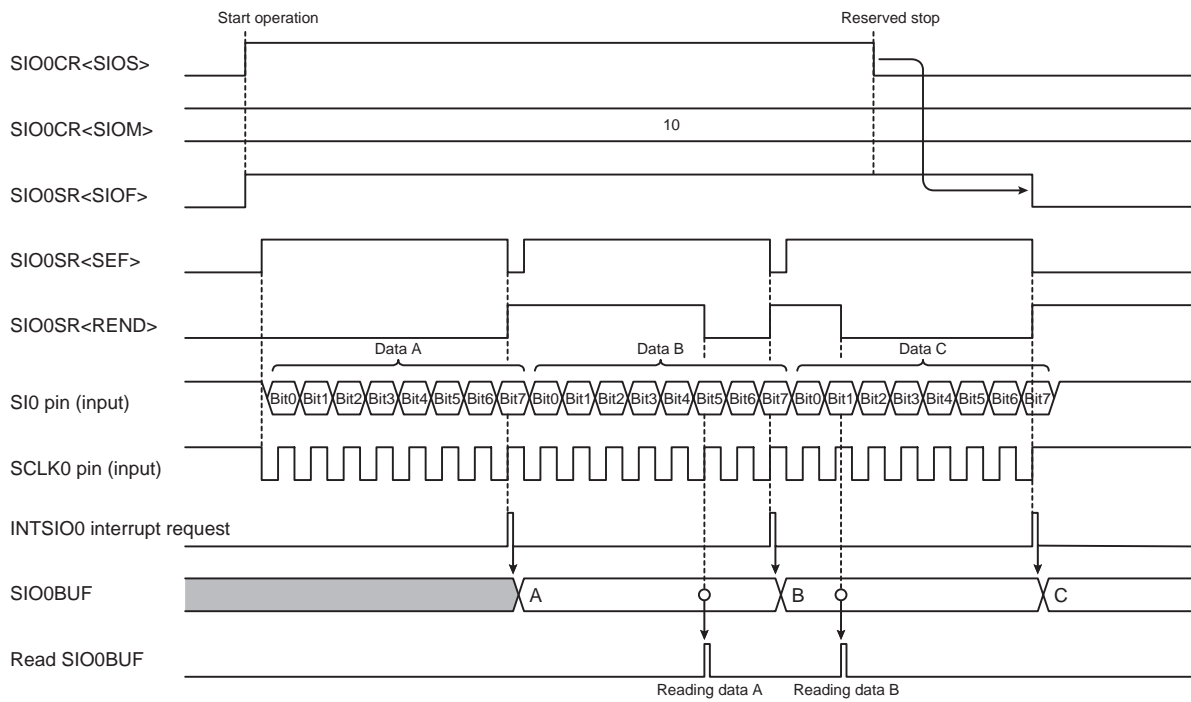 Start operation
Reserved stop
SIO0CR<SIOS>
SIO0CR<SIOM>
10
SIO0SR<SIOF>
SIO0SR<SEF>
SIO0SR<REND>
Data A
Data B
Data C
SI0 pin (input)
Bit0 Bit1 Bit2 Bit3 Bit4 Bit5 Bit6 Bit7 Bit0 Bit1 Bit2 Bit3 Bit4 Bit5 Bit6 Bit7 Bit0 Bit1 Bit2 Bit3 Bit4 Bit5 Bit6 Bit7
SCLK0 pin (input)
INTSIO0 interrupt request
SIO0BUF
A
B
C
Read SIO0BUF
Reading data A
Reading data B